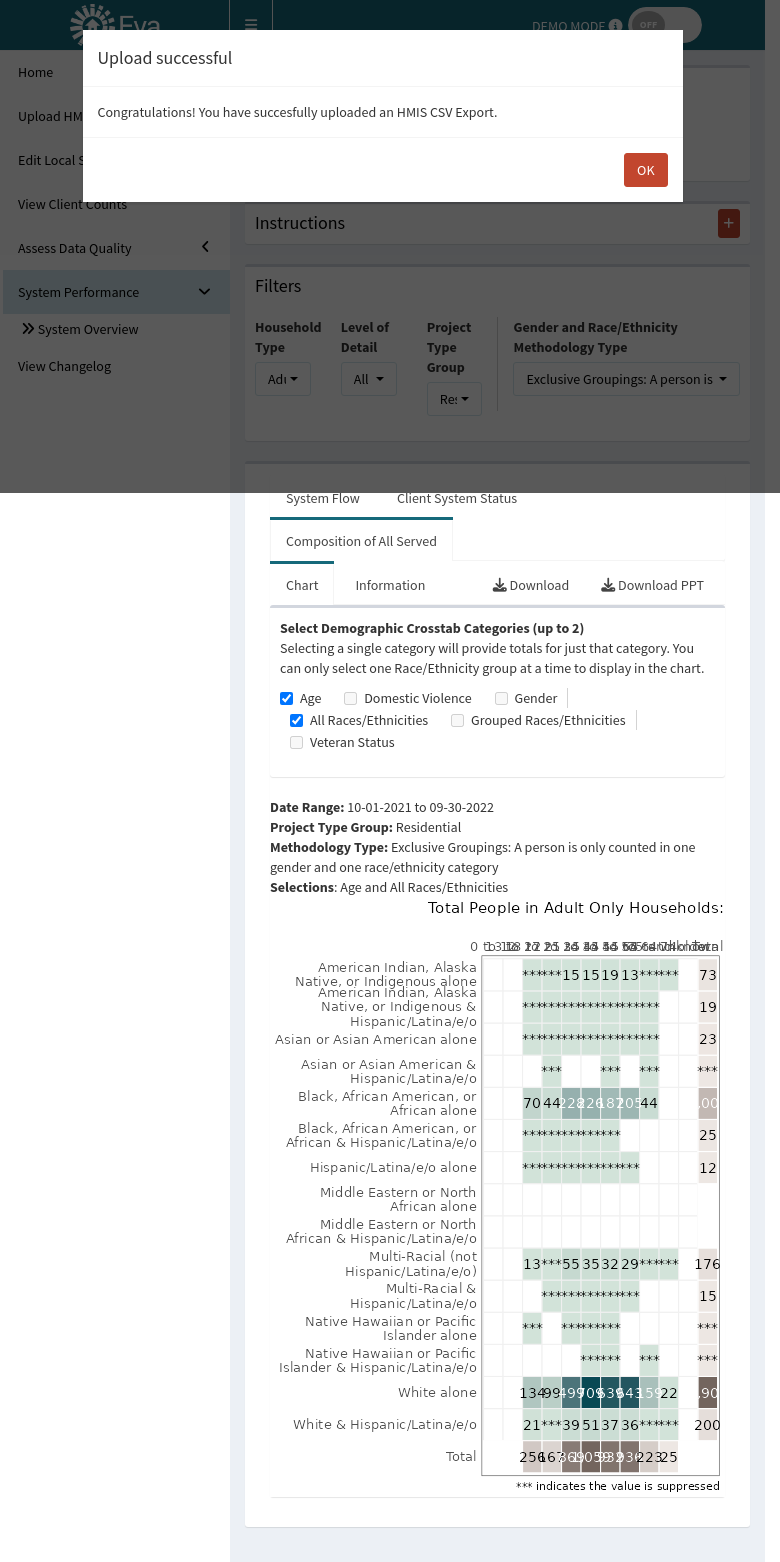 Eva
DEMO MODE
OFF
Upload successful
Congratulations! You have succesfully uploaded an HMIS CSV Export.
OK
Home
Upload HM
Edit Local S
View Client Counts
Assess Data Quality
System Performance
System Overview
View Changelog
Instructions
Filters
Household Type
Level of Detail
Project Type Group
Gender and Race/Ethnicity Methodology Type
All
Exclusive Groupings: A person is
System Flow Client System Status
Composition of All Served
Chart Information Download Download PPT
Select Demographic Crosstab Categories (up to 2)
Selecting a single category will provide totals for just that category. You
can only select one Race/Ethnicity group at a time to display in the chart.
Age Domestic Violence Gender
All Races/Ethnicities Grouped Races/Ethnicities
Veteran Status
Date Range: 10-01-2021 to 09-30-2022
Project Type Group: Residential
Methodology Type: Exclusive Groupings: A person is only counted in one
gender and one race/ethnicity category
Selections: Age and All Races/Ethnicities
Total People in Adult Only Households:
American Indian, Alaska
Native, or Indigenous alone
*** *** 15 15 19 13 *** *** 73
American Indian, Alaska
Native, or Indigenous &
Hispanic/Latina/e/o
*** *** *** *** *** *** *** 19
Asian or Asian American alone *** *** *** *** *** *** *** 23
Asian or Asian American &
Hispanic/Latina/e/o
*** *** *** ***
Black, African American, or
African alone
70 44 228 226 187 205 44
Black, African American, or
African & Hispanic/Latina/e/o
*** *** *** *** *** 25
Hispanic/Latina/e/o alone *** *** *** *** *** *** 12
Middle Eastern or North
African alone
Middle Eastern or North
African & Hispanic/Latina/e/o
Multi-Racial (not
Hispanic/Latina/e/o)
13 *** 55 35 32 29 *** *** 176
Multi-Racial &
Hispanic/Latina/e/o
*** *** *** *** *** 15
Native Hawaiian or Pacific
Islander alone
*** *** *** *** ***
Native Hawaiian or Pacific
Islander & Hispanic/Latina/e/o
*** *** *** ***
White alone 134 99 499 709 639 643 159 22
White & Hispanic/Latina/e/o 21 *** 39 51 37 36 *** *** 200
Total 256 167 223 25
*** indicates the value is suppressed